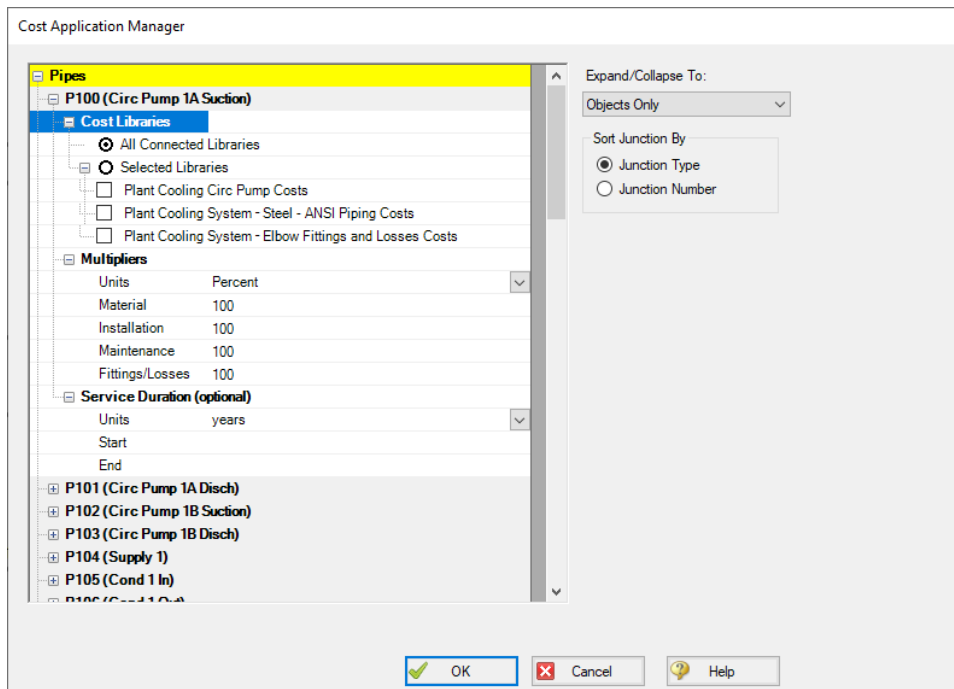 Cost Application Manager
Pipes
P100 (Circ Pump 1A Suction)
Cost Libraries
All Connected Libraries
Selected Libraries
Plant Cooling Circ Pump Costs
Plant Cooling System - Steel - ANSI Piping Costs
Plant Cooling System - Elbow Fittings and Losses Costs
Multipliers
Units Percent
Material 100
Installation 100
Maintenance 100
Fittings/Losses 100
Service Duration (optional)
Units years
Start
End
P101 (Circ Pump 1A Disch)
P102 (Circ Pump 1B Suction)
P103 (Circ Pump 1B Disch)
P104 (Supply 1)
P105 (Cond 1 In)
P106 (Cond 1 Out)
Expand/Collapse To:
Objects Only
Sort Junction By
Junction Type
Junction Number
OK Cancel Help